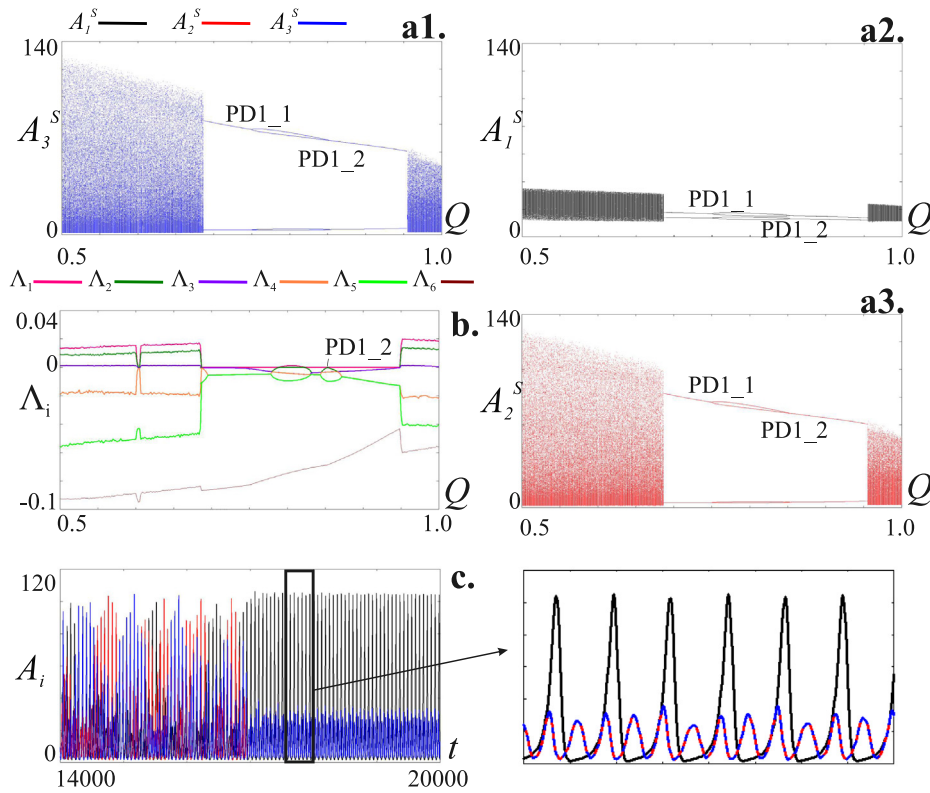 A₁ˢ A₂ˢ A₃ˢ
a1.
140
A₃ˢ
PD1_1
PD1_2
0
Q
0.5 1.0
a2.
140
A₁ˢ
PD1_1
PD1_2
0
Q
0.5 1.0
Λ₁ Λ₂ Λ₃ Λ₄ Λ₅ Λ₆
b.
0.04
0
PD1_2
Λᵢ
-0.1
Q
0.5 1.0
a3.
140
A₂ˢ
PD1_1
PD1_2
0
Q
0.5 1.0
c.
120
Aᵢ
0
t
14000 20000